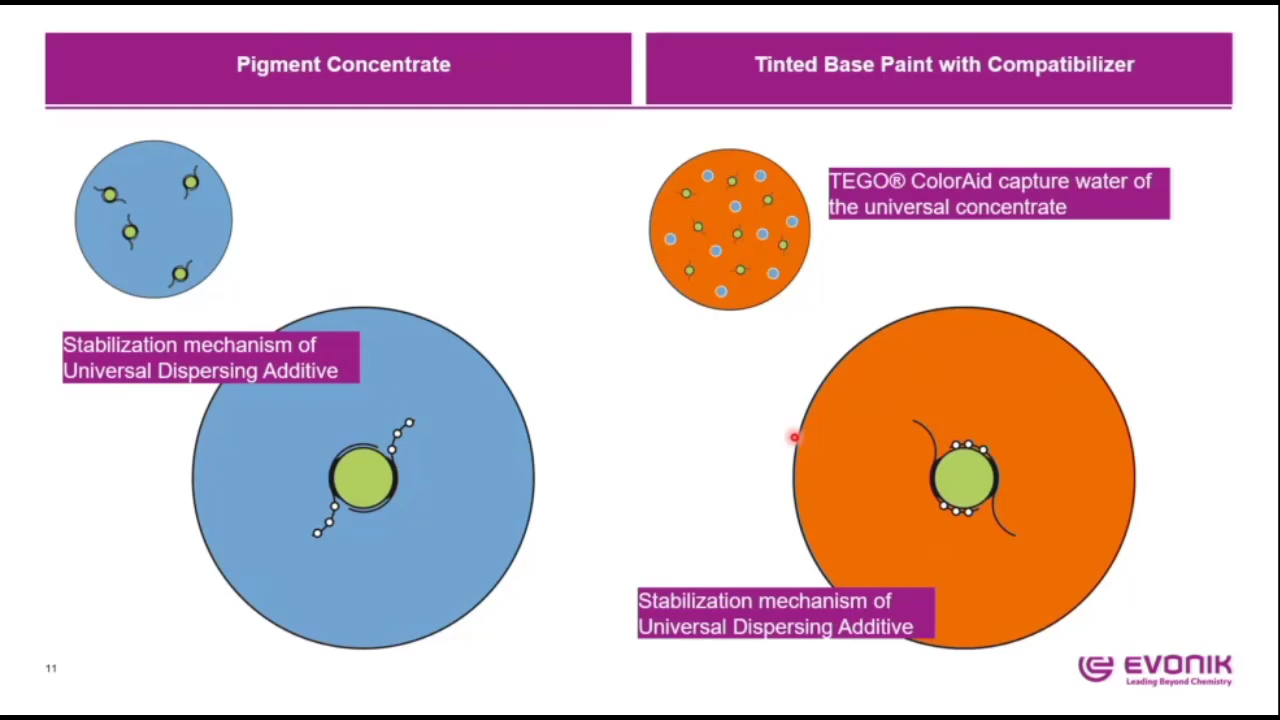 Pigment Concentrate
Tinted Base Paint with Compatibilizer
TEGO® ColorAid capture water of
the universal concentrate
Stabilization mechanism of
Universal Dispersing Additive
Stabilization mechanism of
Universal Dispersing Additive
11
EVONIK
Leading Beyond Chemistry